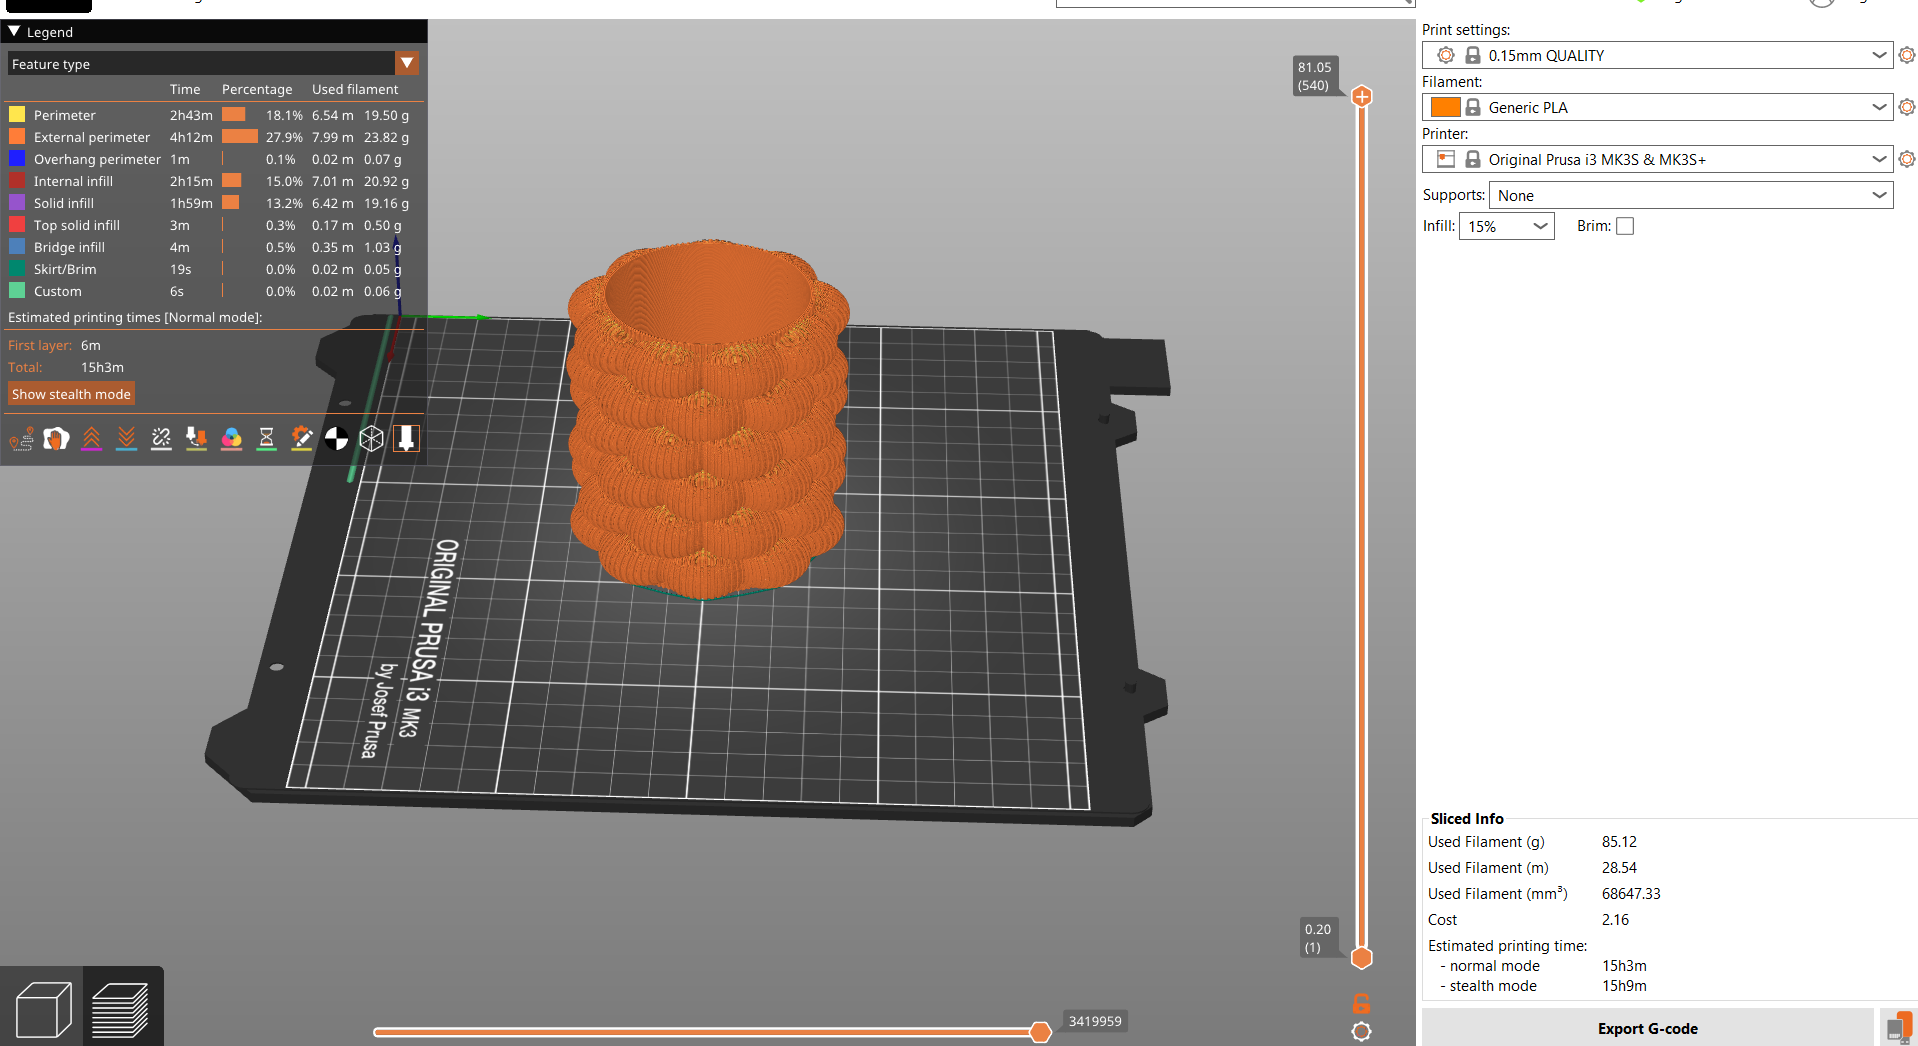 Legend
Feature type
Time Percentage Used filament
Perimeter 2h43m 18.1% 6.54 m 19.50 g
External perimeter 4h12m 27.9% 7.99 m 23.82 g
Overhang perimeter 1m 0.1% 0.02 m 0.07 g
Internal infill 2h15m 15.0% 7.01 m 20.92 g
Solid infill 1h59m 13.2% 6.42 m 19.16 g
Top solid infill 3m 0.3% 0.17 m 0.50 g
Bridge infill 4m 0.5% 0.35 m 1.03 g
Skirt/Brim 19s 0.0% 0.02 m 0.05 g
Custom 6s 0.0% 0.02 m 0.06 g
Estimated printing times [Normal mode]:
First layer: 6m
Total: 15h3m
Show stealth mode
ORIGINAL PRUSA i3 MK3
by Josef Prusa
81.05
(540)
0.20
(1)
3419959
Print settings:
0.15mm QUALITY
Filament:
Generic PLA
Printer:
Original Prusa i3 MK3S & MK3S+
Supports: None
Infill: 15% Brim:
Sliced Info
Used Filament (g) 85.12
Used Filament (m) 28.54
Used Filament (mm³) 68647.33
Cost 2.16
Estimated printing time:
- normal mode 15h3m
- stealth mode 15h9m
Export G-code